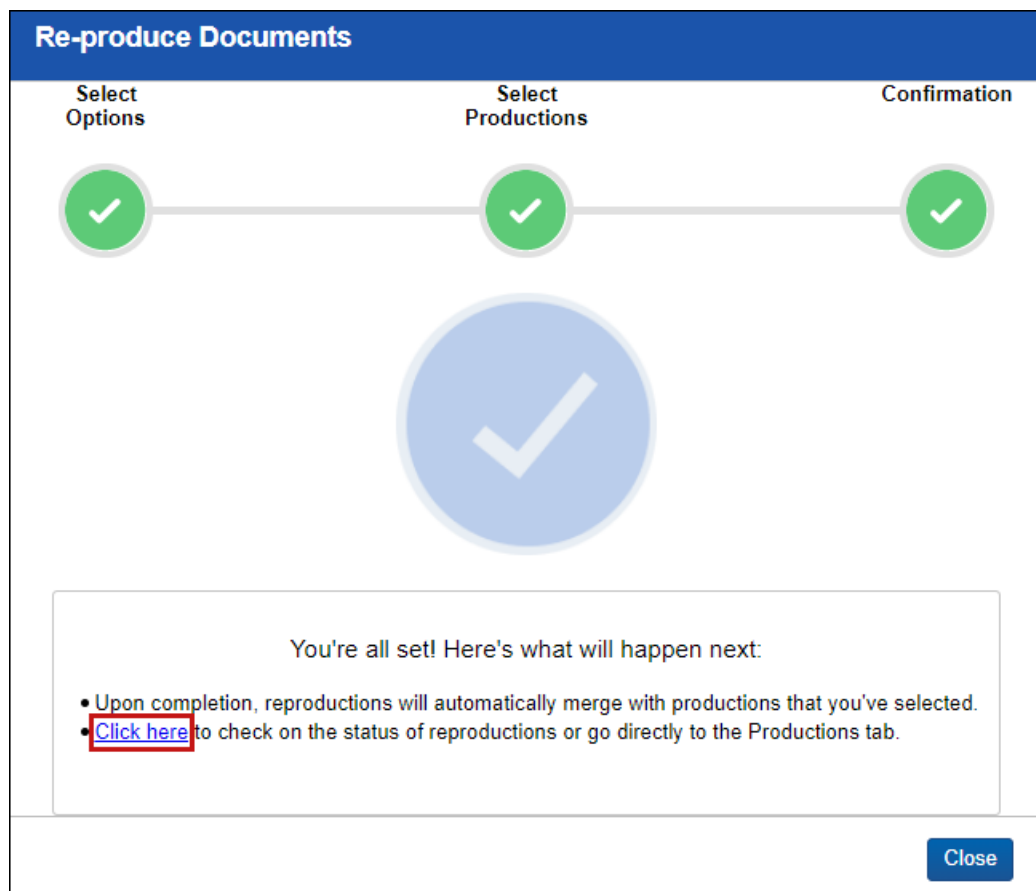 Re-produce Documents
Select
Options
Select
Productions
Confirmation
You're all set! Here's what will happen next:
• Upon completion, reproductions will automatically merge with productions that you've selected.
• Click here to check on the status of reproductions or go directly to the Productions tab.
Close